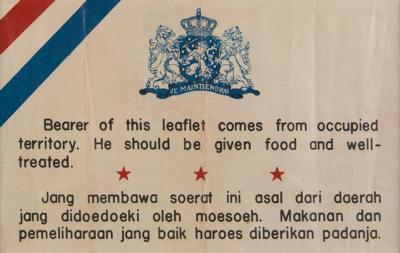 JE MAINTIENDRAI
Bearer of this leaflet comes from occupied
territory. He should be given food and well-
treated.
Jang membawa soerat ini asal dari daerah
jang didoedoeki oleh moesoeh. Makanan dan
pemeliharaan jang baik haroes diberikan padanja.